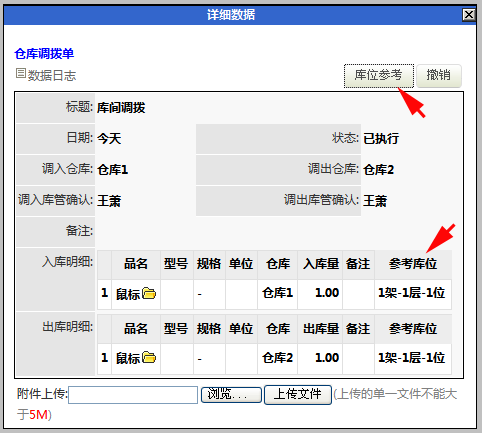 详细数据
仓库调拨单
数据日志 库位参考 撤销
标题: 库间调拨
日期: 今天 状态: 已执行
调入仓库: 仓库1 调出仓库: 仓库2
调入库管确认: 王萧 调出库管确认: 王萧
备注:
入库明细: 品名 型号 规格 单位 仓库 入库量 备注 参考库位
1 鼠标 - 仓库1 1.00 1架-1层-1位
出库明细: 品名 型号 规格 单位 仓库 出库量 备注 参考库位
1 鼠标 - 仓库2 1.00 1架-1层-1位
附件上传: 浏览... 上传文件 (上传的单一文件不能大
于5M)